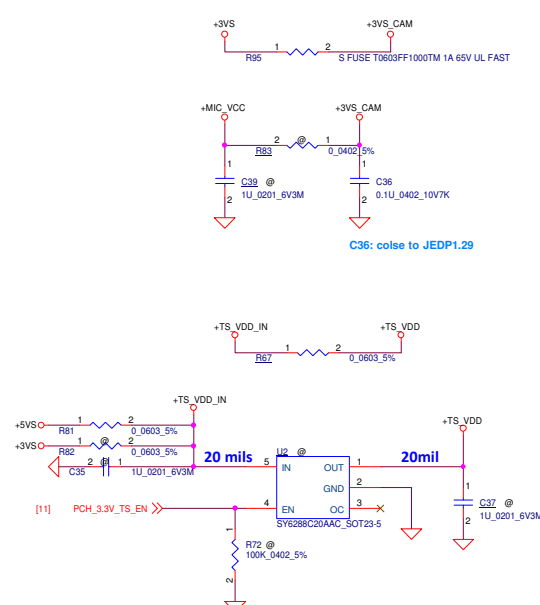 +3VS
+3VS_CAM
1
2
R95
S FUSE T0603FF1000TM 1A 65V UL FAST
+MIC_VCC
+3VS_CAM
2
@
1
R83
0_0402_5%
1
1
C39 @
C36
1U_0201_6V3M
0.1U_0402_10V7K
2
2
C36: colse to JEDP1.29
+TS_VDD_IN
+TS_VDD
1
2
R67
0_0603_5%
+TS_VDD_IN
+5VS
1
2
R81
0_0603_5%
+3VS
1
@
2
R82
0_0603_5%
2
@
1
C35
1U_0201_6V3M
20 mils
U2 @
20mil
+TS_VDD
5
IN
OUT
1
GND
2
[11]
PCH_3.3V_TS_EN
4
EN
OC
3
SY6288C20AAC_SOT23-5
1
C37 @
1U_0201_6V3M
2
1
R72 @
100K_0402_5%
2